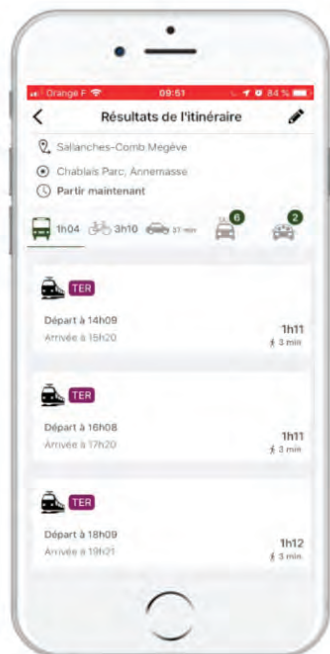 Orange F 09:51 84 %
Résultats de l'itinéraire
Sallanches-Comb.Megève
Chablais Parc, Annemasse
Partir maintenant
1h04 3h10 37 min 6 2
TER
Départ à 14h09
Arrivée à 15h20
1h11
3 min
TER
Départ à 16h08
Arrivée à 17h20
1h11
3 min
TER
Départ à 18h09
Arrivée à 19h21
1h12
3 min